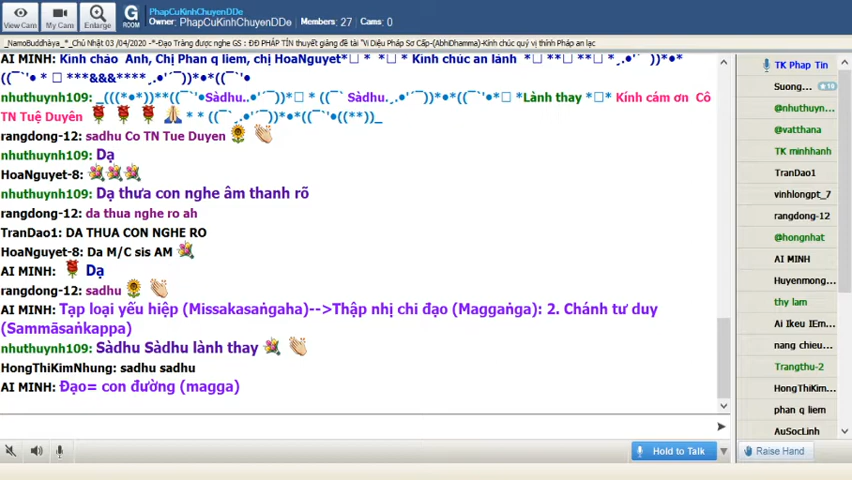 View Cam
My Cam
Enlarge
G
ROOM
PhapCuKinhChuyenDDe
Owner: PhapCuKinhChuyenDDe Members: 27 Cams: 0
_NamoBuddhàya_*_Chủ Nhật 03 /04/2020 -*-Đạo Tràng được nghe GS : ĐĐ PHÁP TÍN thuyết giảng đề tài "Vi Diệu Pháp Sơ Cấp-(AbhiDhamma)-Kính chúc quý vị thính Pháp an lạc
AI MINH: Kính chào Anh, Chị Phan q liem, chị HoaNguyet*□ *□ * Kính chúc an lành
nhuthuynh109: Sàdhu Sàdhu Lành thay Kính cám ơn Cô
TN Tuệ Duyên
rangdong-12: sadhu Co TN Tue Duyen
nhuthuynh109: Dạ
HoaNguyet-8:
nhuthuynh109: Dạ thưa con nghe âm thanh rõ
rangdong-12: da thua nghe ro ah
TranDao1: DA THUA CON NGHE RO
HoaNguyet-8: Da M/C sis AM
AI MINH: Dạ
rangdong-12: sadhu
AI MINH: Tạp loại yếu hiệp (Missakasaṅgaha)-->Thập nhị chi đạo (Maggaṅga): 2. Chánh tư duy
(Sammāsaṅkappa)
nhuthuynh109: Sàdhu Sàdhu lành thay
HongThiKimNhung: sadhu sadhu
AI MINH: Đạo= con đường (magga)
Hold to Talk
TK Phap Tin
Suong...
@nhuthuyn...
@vatthana
TK minhhanh
TranDao1
vinhlongpt_7
rangdong-12
@hongnhat
AI MINH
Huyenmong...
thy lam
Ai Ikeu IEm...
nang chieu...
Trangthu-2
HongThiKim...
phan q liem
AuSocLinh
Raise Hand